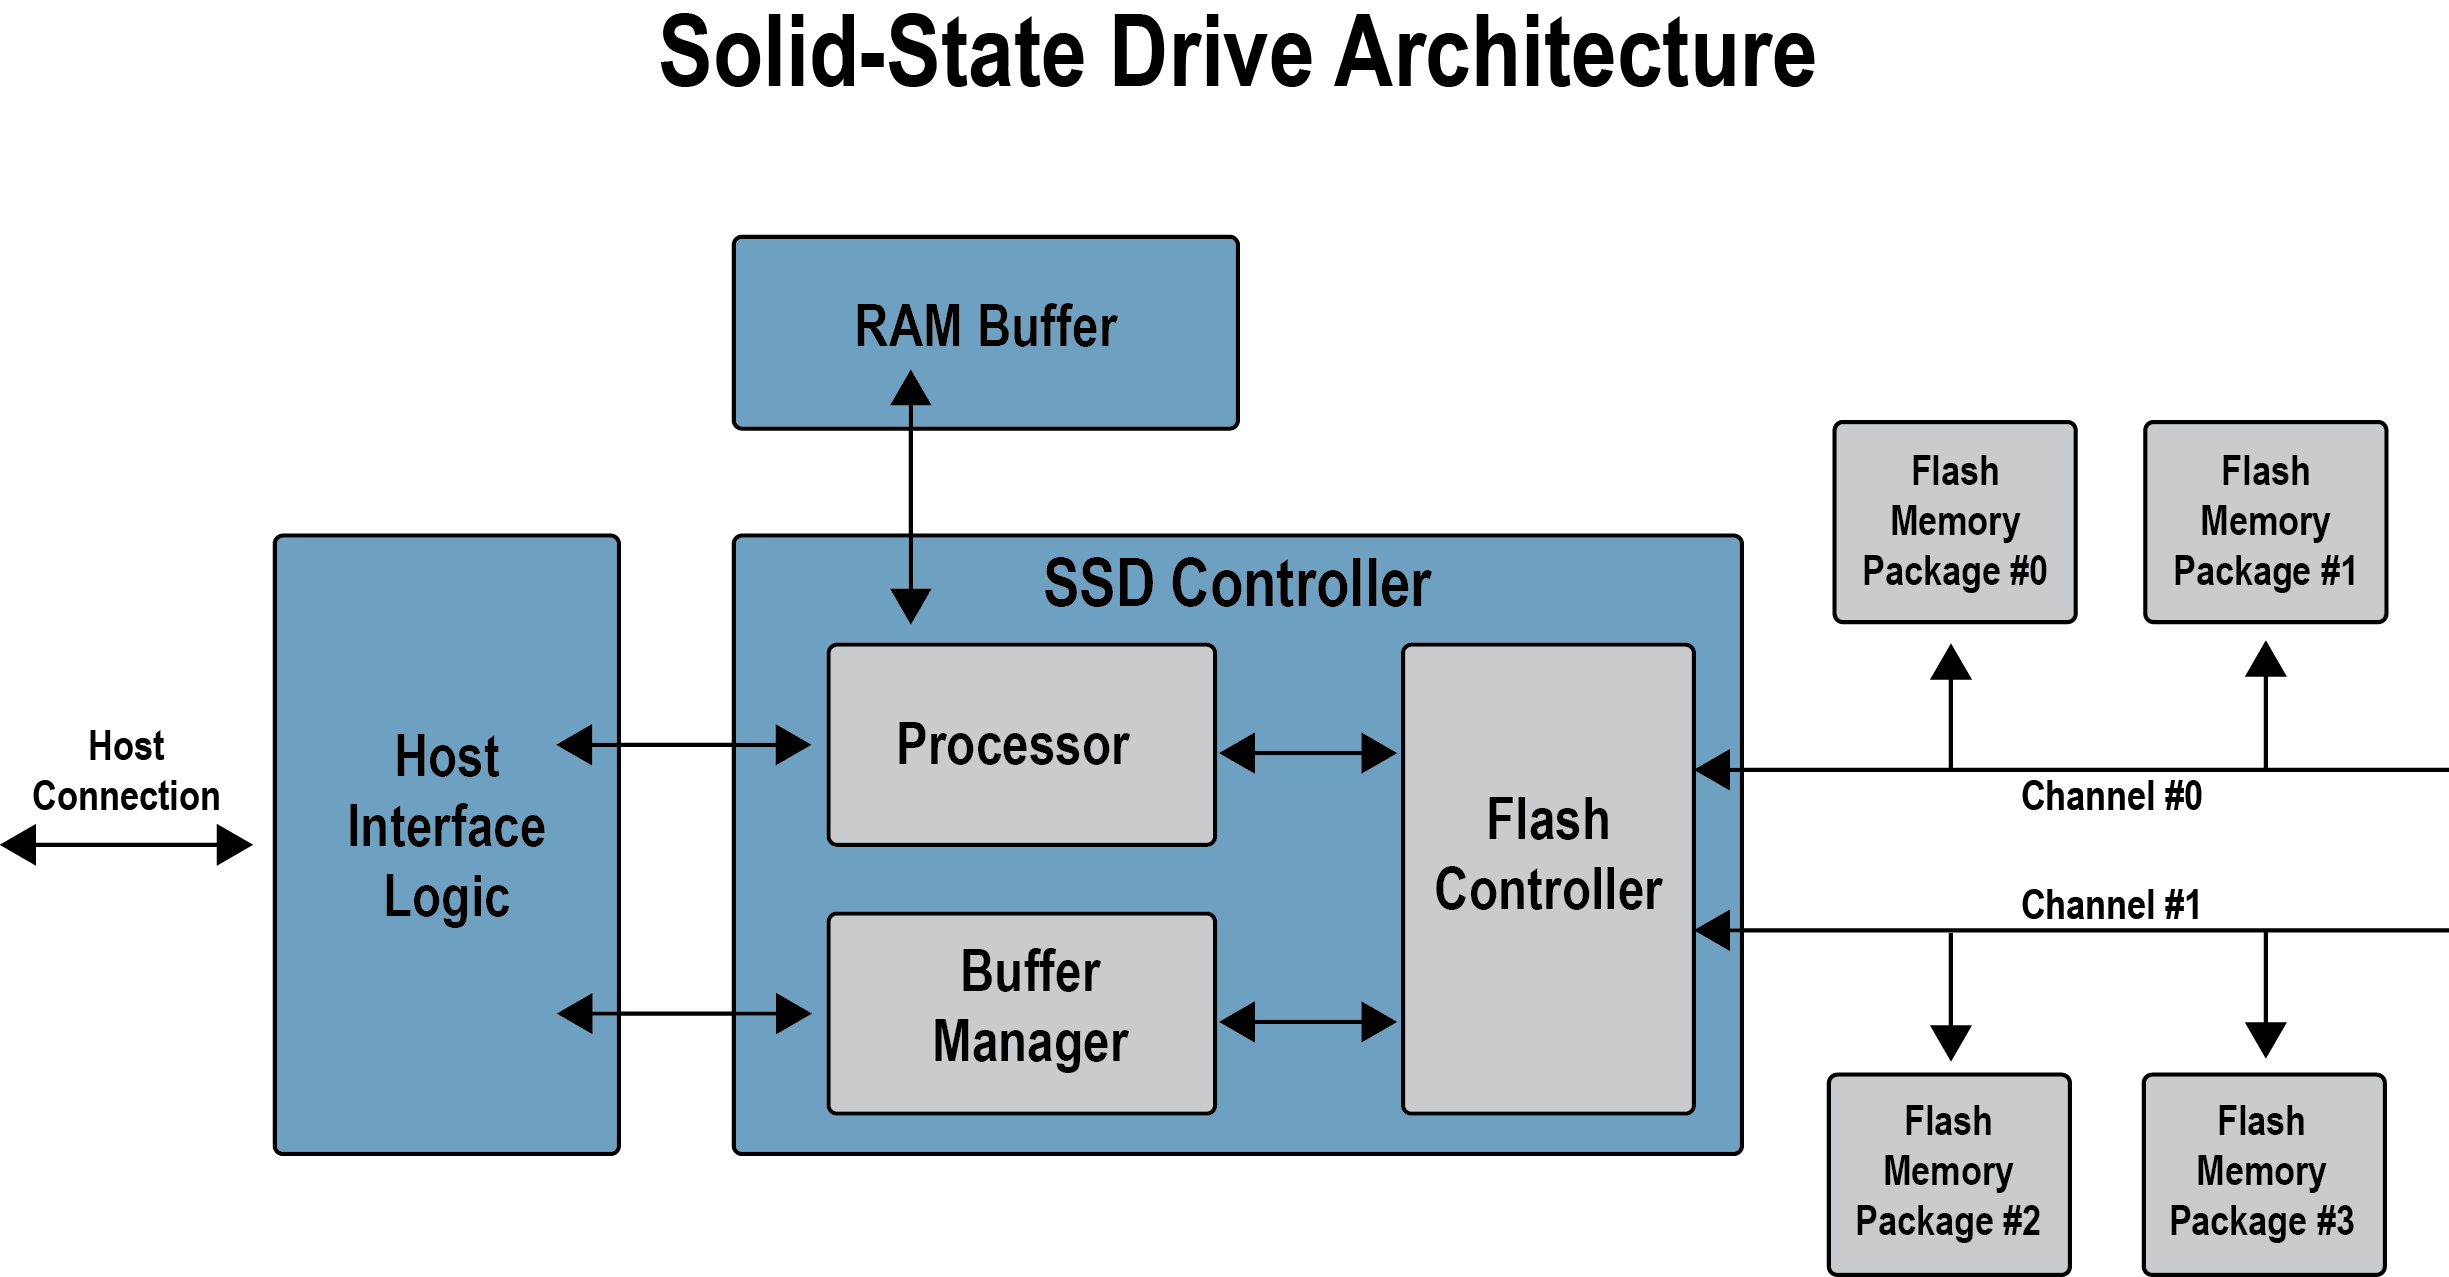 Solid-State Drive Architecture
RAM Buffer
SSD Controller
Host
Connection
Host
Interface
Logic
Processor
Buffer
Manager
Flash
Controller
Flash
Memory
Package #0
Flash
Memory
Package #1
Channel #0
Channel #1
Flash
Memory
Package #2
Flash
Memory
Package #3